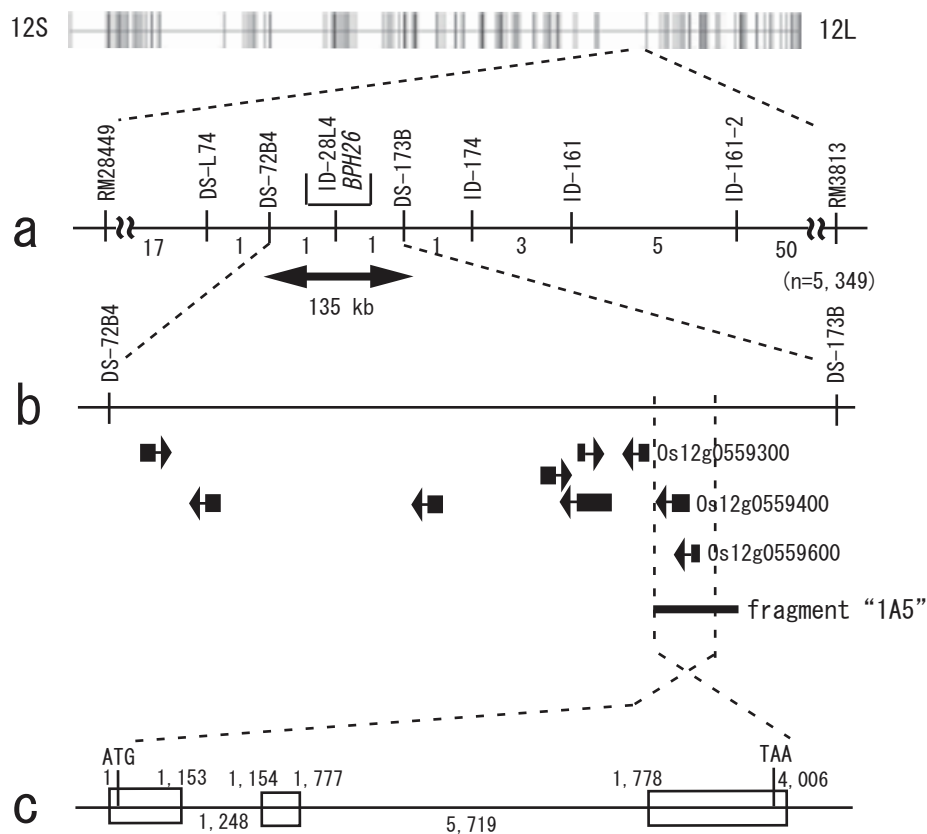 12S
12L
RM28449
DS-L74
DS-72B4
ID-28L4
BPH26
DS-173B
ID-174
ID-161
ID-161-2
RM3813
a
17
1
1
1
1
3
5
50
(n=5,349)
135 kb
DS-72B4
DS-173B
b
Os12g0559300
Os12g0559400
Os12g0559600
fragment “1A5”
ATG
TAA
1
1,153
1,154
1,777
1,778
4,006
c
1,248
5,719